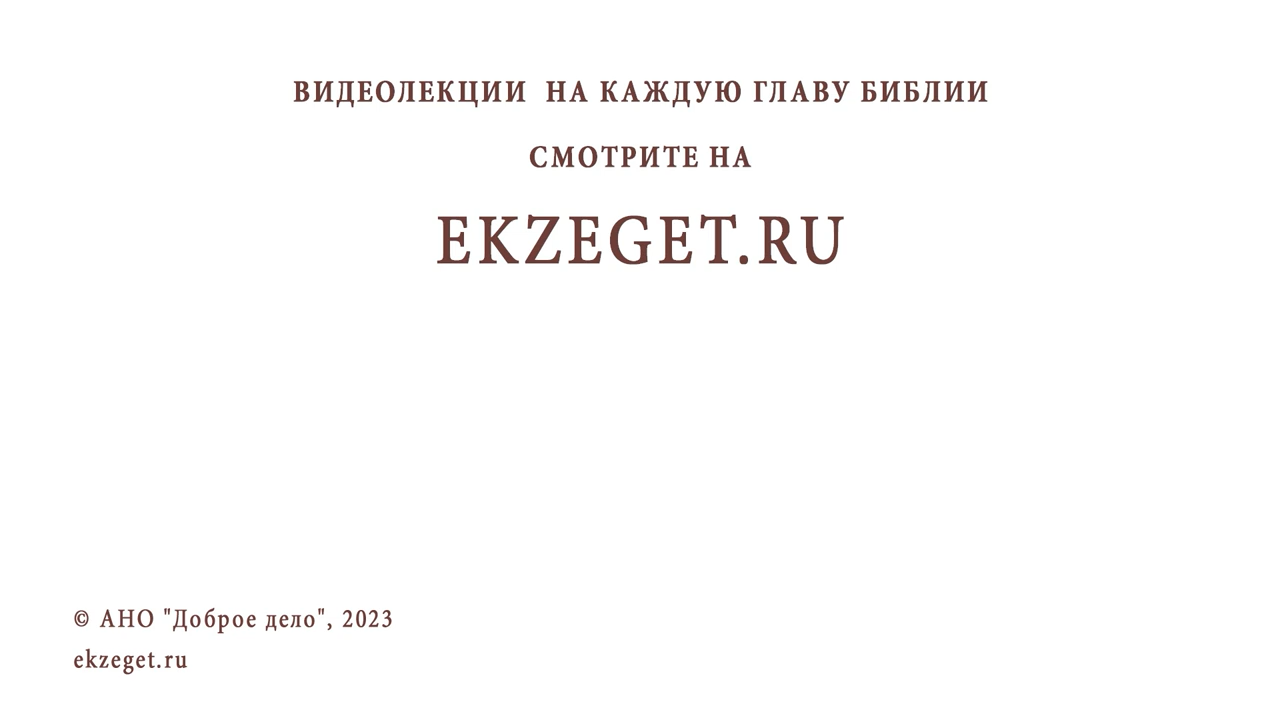 ВИДЕОЛЕКЦИИ НА КАЖДУЮ ГЛАВУ БИБЛИИ
СМОТРИТЕ НА
EKZEGET.RU
© АНО "Доброе дело", 2023
ekzeget.ru